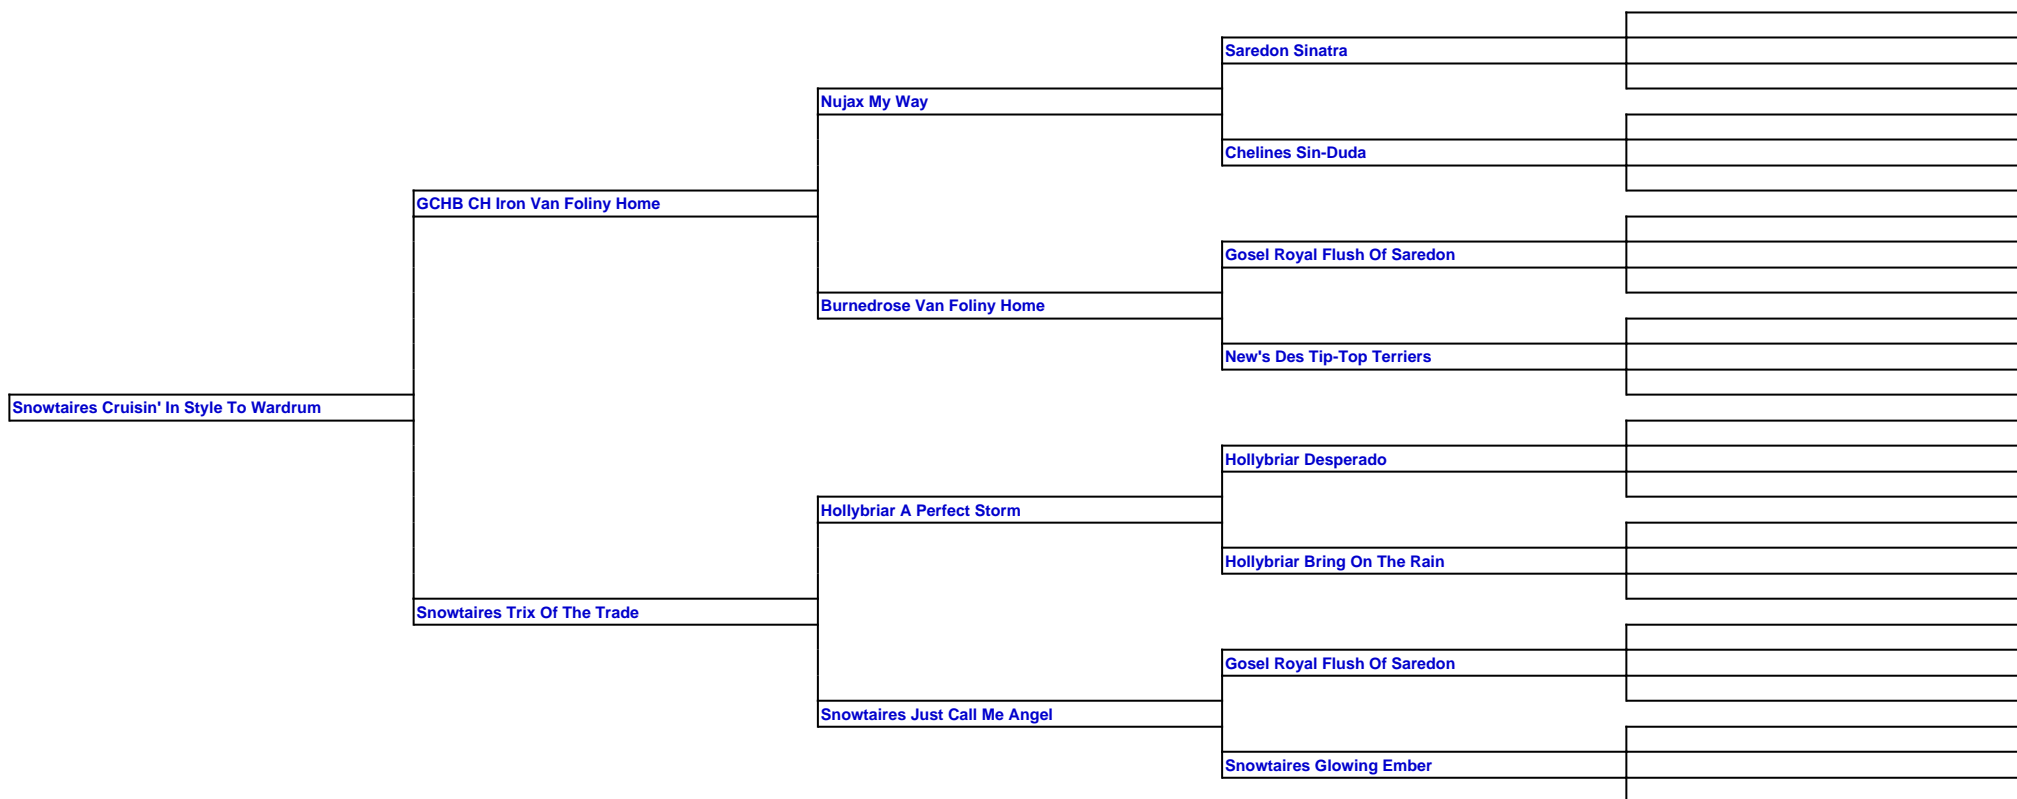 Saredon Sinatra
Nujax My Way
Chelines Sin-Duda
GCHB CH Iron Van Foliny Home
Gosel Royal Flush Of Saredon
Burnedrose Van Foliny Home
New's Des Tip-Top Terriers
Snowtaires Cruisin' In Style To Wardrum
Hollybriar Desperado
Hollybriar A Perfect Storm
Hollybriar Bring On The Rain
Snowtaires Trix Of The Trade
Gosel Royal Flush Of Saredon
Snowtaires Just Call Me Angel
Snowtaires Glowing Ember